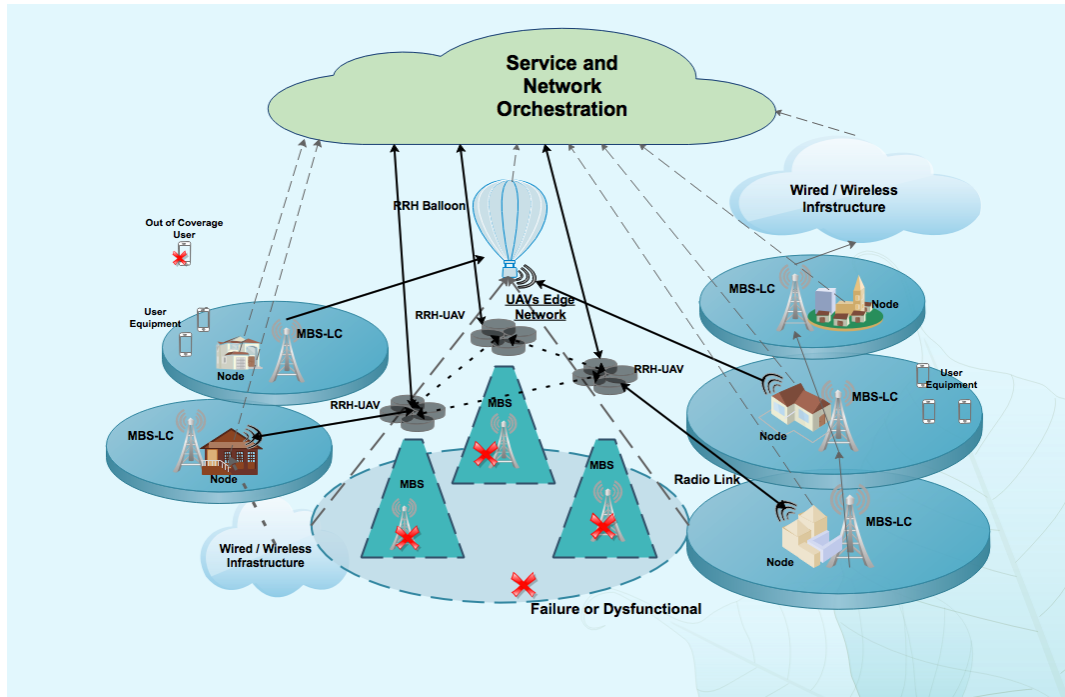 Service and
Network
Orchestration
Wired / Wireless
Infrstructure
RRH Balloon
Out of Coverage
User
MBS-LC
Node
UAVs Edge
Network
User
Equipment
RRH-UAV
MBS-LC
Node
RRH-UAV
User
Equipment
MBS-LC
Node
RRH-UAV
MBS
MBS-LC
Node
MBS
MBS
Radio Link
MBS-LC
Node
Wired / Wireless
Infrastructure
Failure or Dysfunctional